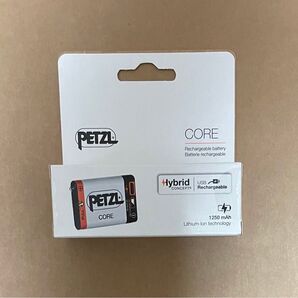 PETZL
CORE
Rechargeable battery
Batterie rechargeable
PETZL
CORE
Hybrid
CONCEPT
USB
Rechargeable
1250 mAh
Lithium-Ion technology